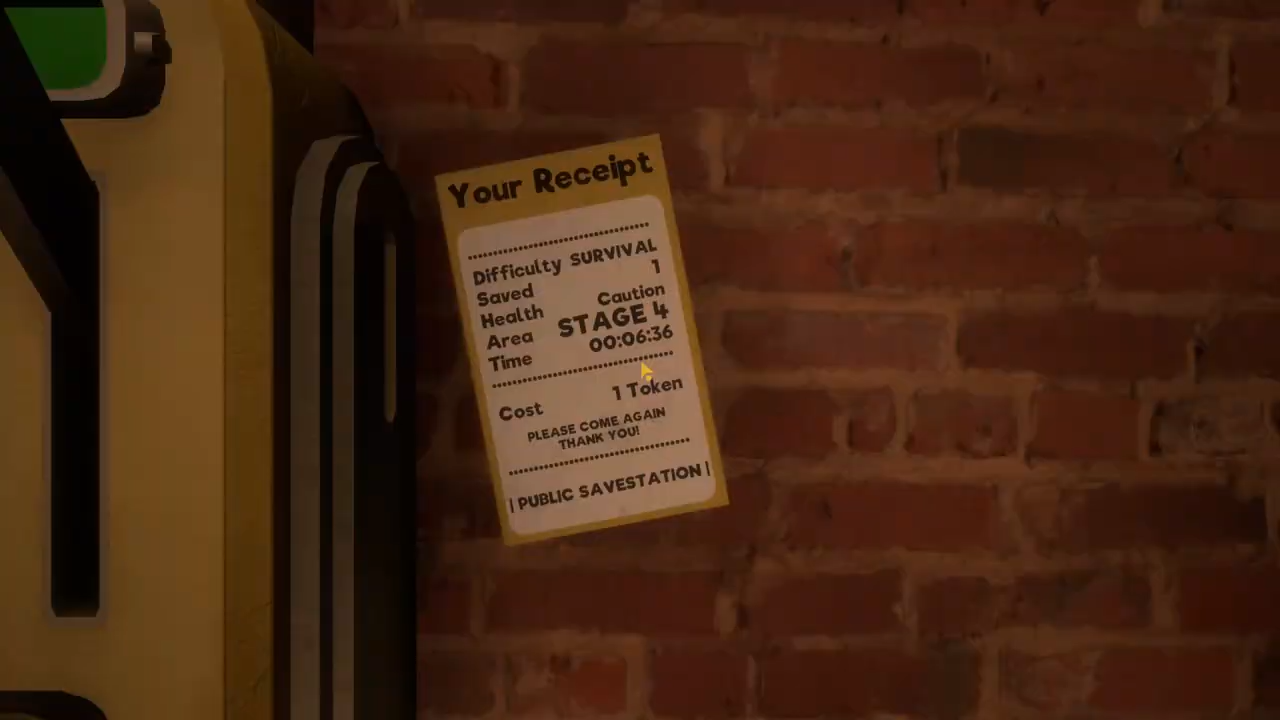 Your Receipt
Difficulty SURVIVAL
Saved 1
Health Caution
Area STAGE 4
Time 00:06:36
Cost 1 Token
PLEASE COME AGAIN
THANK YOU!
| PUBLIC SAVESTATION |